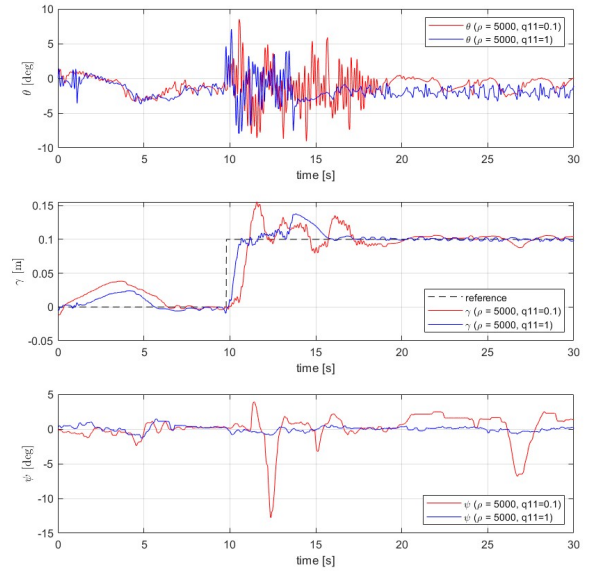 10
5
0
-5
-10
θ [deg]
θ (ρ = 5000, q11=0.1)
θ (ρ = 5000, q11=1)
0 5 10 15 20 25 30
time [s]
0.15
0.1
0.05
0
-0.05
γ [m]
reference
γ (ρ = 5000, q11=0.1)
γ (ρ = 5000, q11=1)
0 5 10 15 20 25 30
time [s]
5
0
-5
-10
-15
ψ [deg]
ψ (ρ = 5000, q11=0.1)
ψ (ρ = 5000, q11=1)
0 5 10 15 20 25 30
time [s]